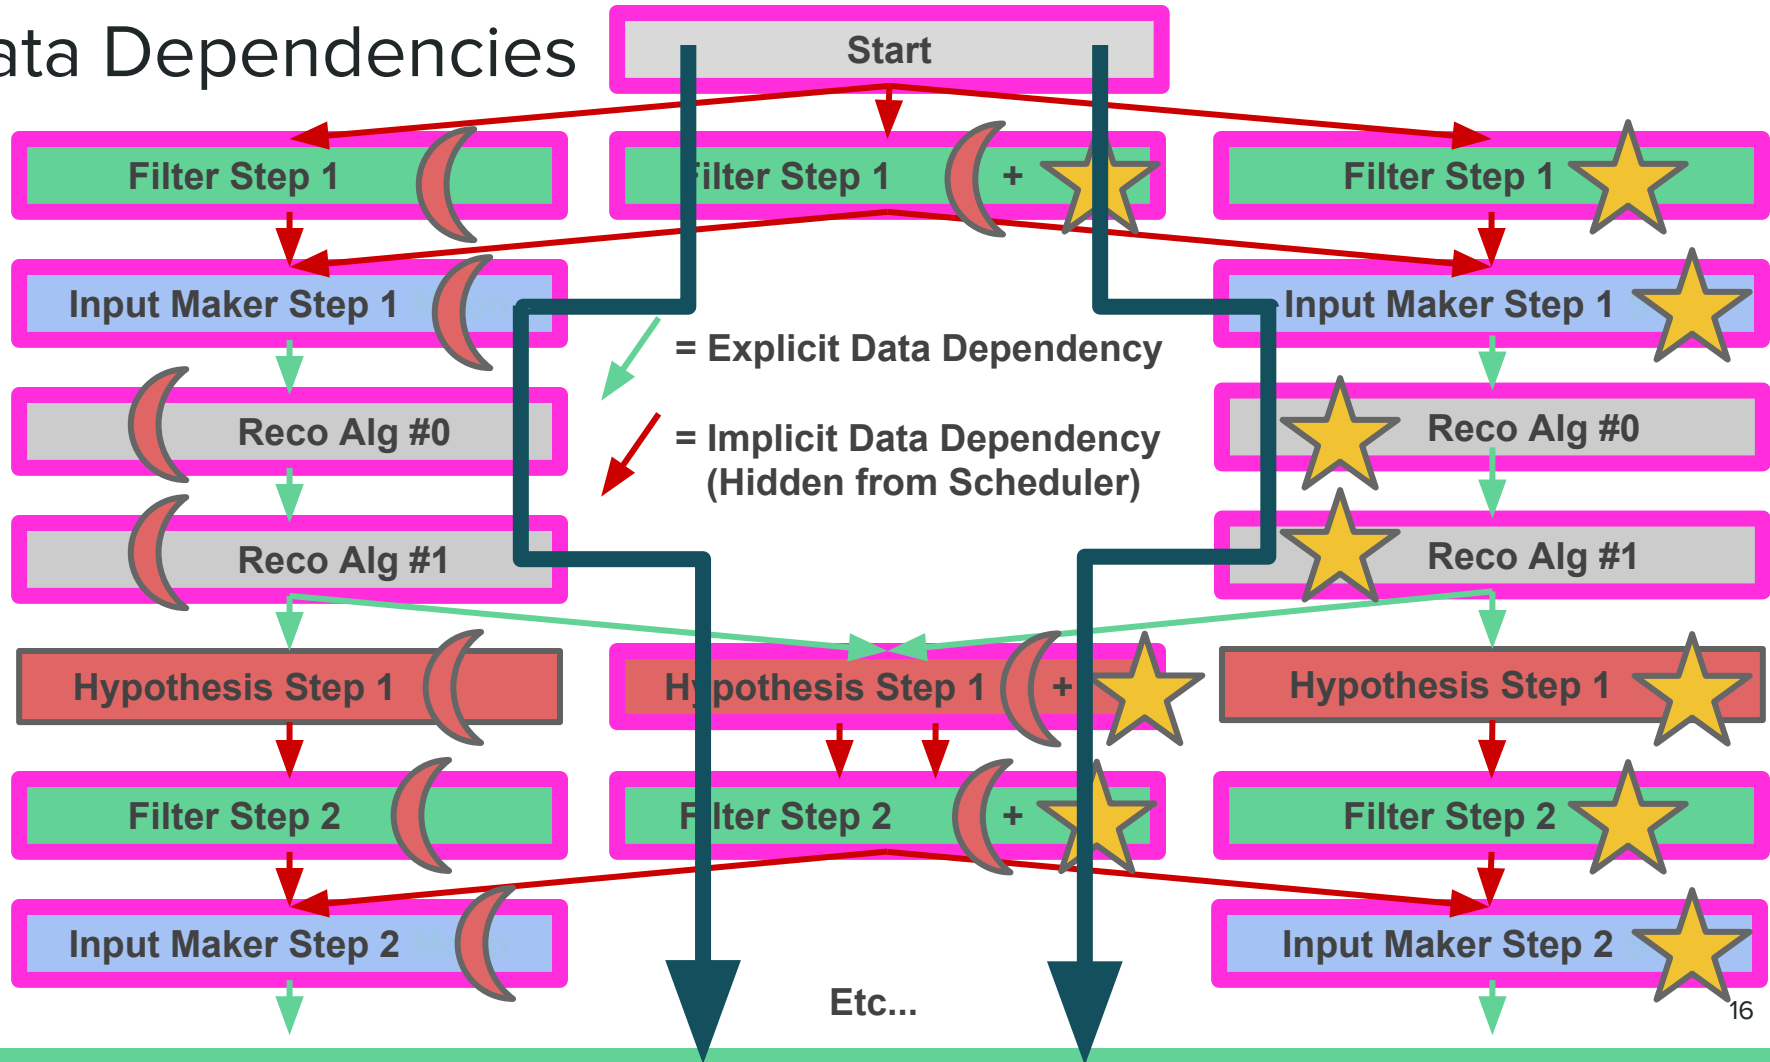 ata Dependencies
Start
Filter Step 1
ilter Step 1 +
Filter Step 1
Input Maker Step 1
Input Maker Step 1
= Explicit Data Dependency
Reco Alg #0
= Implicit Data Dependency
(Hidden from Scheduler)
Reco Alg #0
Reco Alg #1
Reco Alg #1
Hypothesis Step 1
Hypothesis Step 1 +
Hypothesis Step 1
Filter Step 2
Filter Step 2 +
Filter Step 2
Input Maker Step 2
Input Maker Step 2
Etc...
16